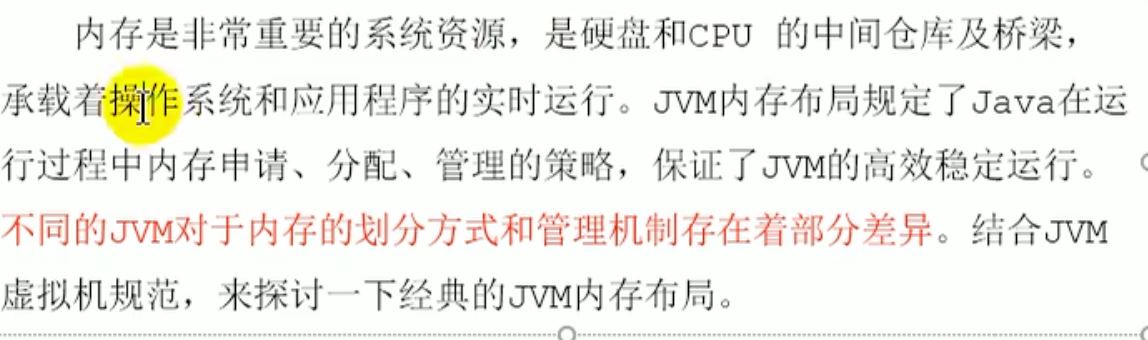 内存是非常重要的系统资源，是硬盘和CPU 的中间仓库及桥梁，
承载着操作系统和应用程序的实时运行。JVM内存布局规定了Java在运
行过程中内存申请、分配、管理的策略，保证了JVM的高效稳定运行。
不同的JVM对于内存的划分方式和管理机制存在着部分差异。结合JVM
虚拟机规范，来探讨一下经典的JVM内存布局。